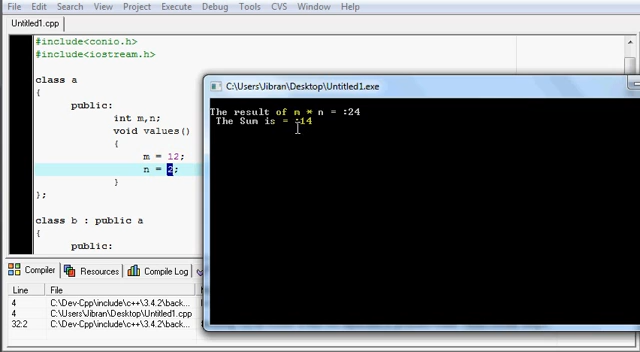 File Edit Search View Project Execute Debug Tools CVS Window Help
Untitled1.cpp
#include<conio.h>
#include<iostream.h>
class a
{
public:
int m,n;
void values()
{
m = 12;
n = 2;
}
};
class b : public a
{
public:
C:\Users\Jibran\Desktop\Untitled1.exe
The result of m * n = :24
The Sum is = :14
Compiler Resources Compile Log
Line File
4 C:\Dev-Cpp\include\c++\3.4.2\back...
4 C:\Users\Jibran\Desktop\Untitled1.cpp
32:2 C:\Dev-Cpp\include\c++\3.4.2\back...